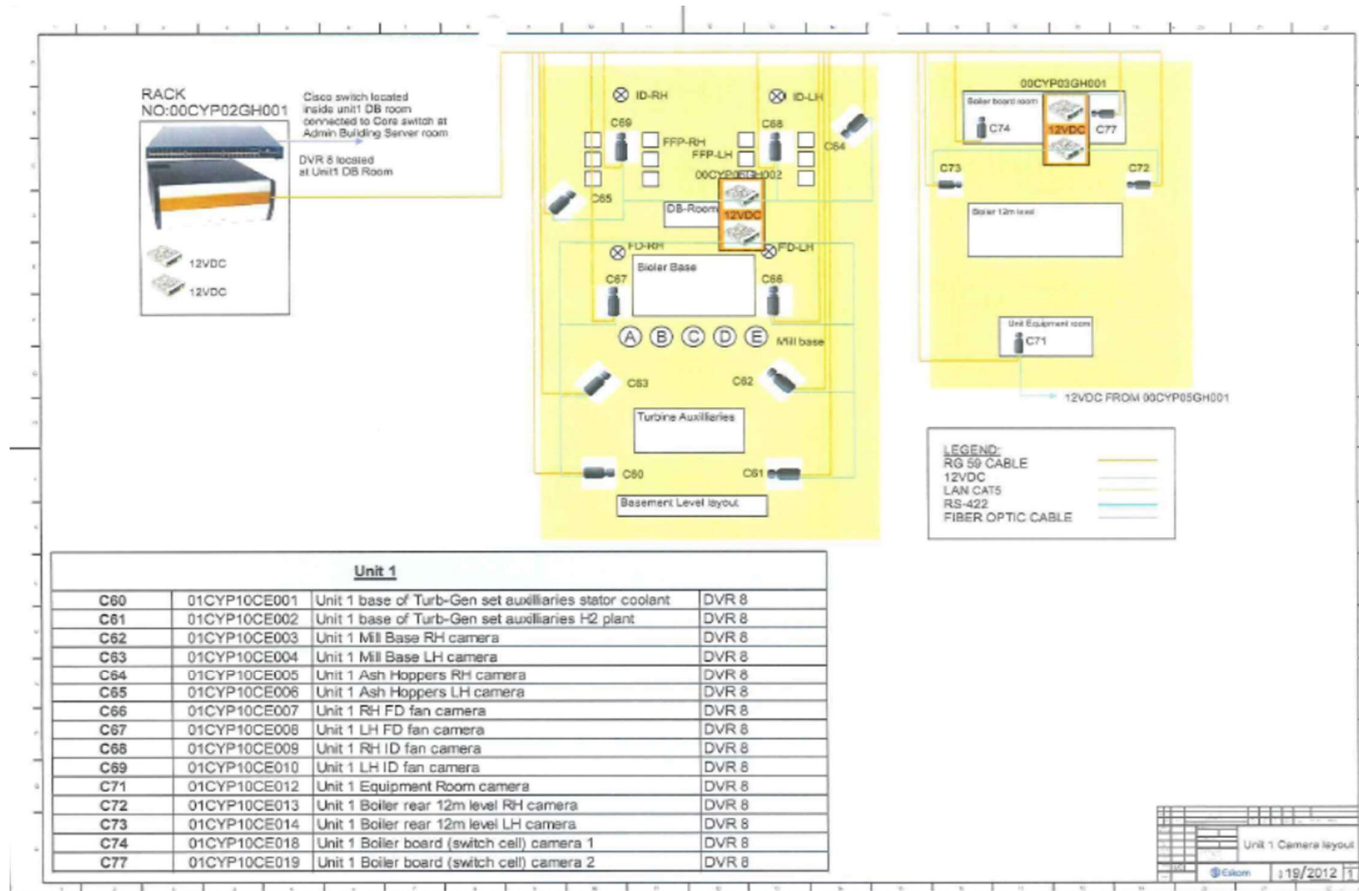 RACK
NO:00CYP02GH001
Cisco switch located
inside unit1 DB room
connected to Core switch at
Admin Building Server room
DVR 8 located
at Unit1 DB Room
12VDC
12VDC
ID-RH
ID-LH
C69
C68
C64
FFP-RH
FFP-LH
C65
DB-Room
12VDC
FD-RH
FD-LH
Bioler Base
C67
C66
A B C D E Mill base
C63
C62
Turbine Auxilliaries
C60
C61
Basement Level layout
00CYP03GH001
Boiler board room
C74
12VDC
C77
C73
C72
Boiler 12m level
Unit Equipment room
C71
12VDC FROM 00CYP05GH001
LEGEND:
RG 59 CABLE
12VDC
LAN CAT5
RS-422
FIBER OPTIC CABLE
Unit 1
C60 01CYP10CE001 Unit 1 base of Turb-Gen set auxilliaries stator coolant DVR 8
C61 01CYP10CE002 Unit 1 base of Turb-Gen set auxilliaries H2 plant DVR 8
C62 01CYP10CE003 Unit 1 Mill Base RH camera DVR 8
C63 01CYP10CE004 Unit 1 Mill Base LH camera DVR 8
C64 01CYP10CE005 Unit 1 Ash Hoppers RH camera DVR 8
C65 01CYP10CE006 Unit 1 Ash Hoppers LH camera DVR 8
C66 01CYP10CE007 Unit 1 RH FD fan camera DVR 8
C67 01CYP10CE008 Unit 1 LH FD fan camera DVR 8
C68 01CYP10CE009 Unit 1 RH ID fan camera DVR 8
C69 01CYP10CE010 Unit 1 LH ID fan camera DVR 8
C71 01CYP10CE012 Unit 1 Equipment Room camera DVR 8
C72 01CYP10CE013 Unit 1 Boiler rear 12m level RH camera DVR 8
C73 01CYP10CE014 Unit 1 Boiler rear 12m level LH camera DVR 8
C74 01CYP10CE018 Unit 1 Boiler board (switch cell) camera 1 DVR 8
C77 01CYP10CE019 Unit 1 Boiler board (switch cell) camera 2 DVR 8
Unit 1 Camera layout
Eskom
19/2012 1